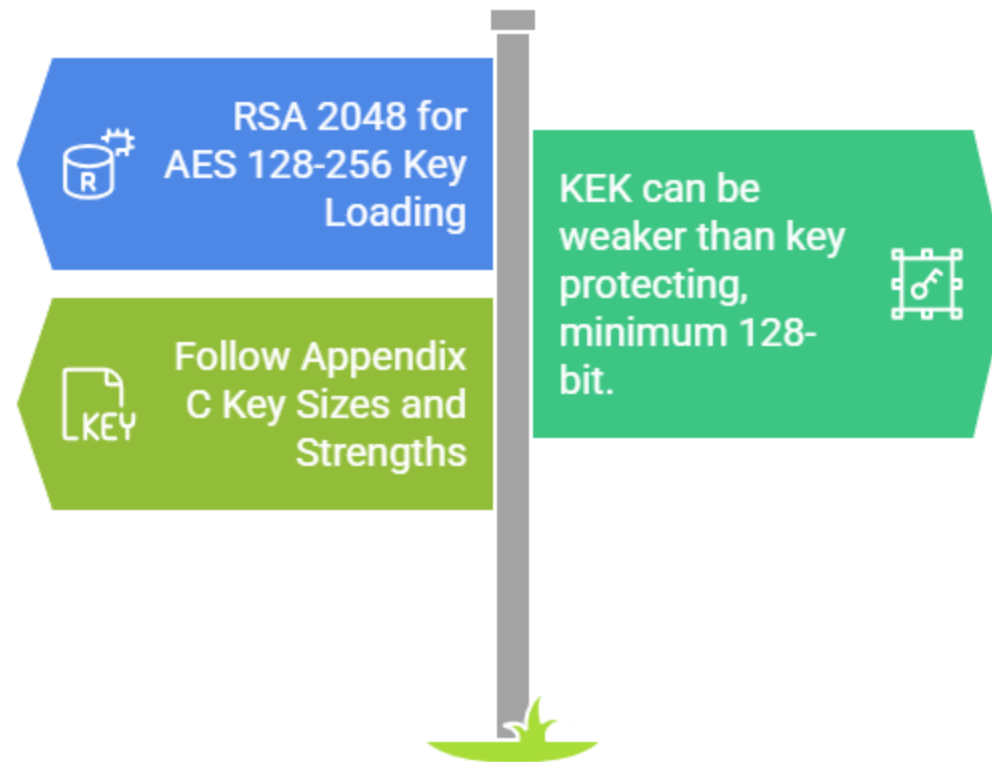 RSA 2048 for
AES 128-256 Key
Loading
R
KEK can be
weaker than key
protecting,
minimum 128-
bit.
Follow Appendix
C Key Sizes and
Strengths
KEY